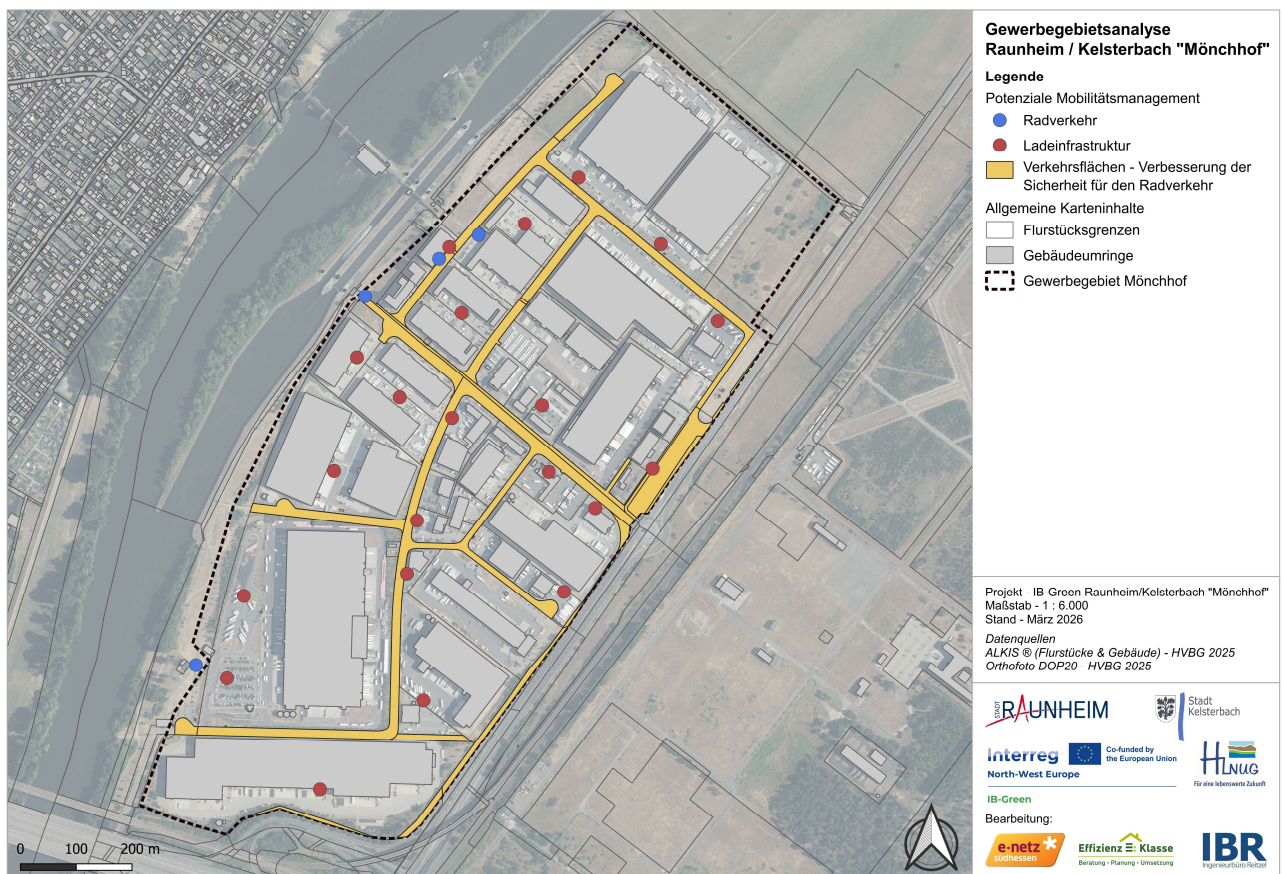 Gewerbegebietsanalyse
Raunheim / Kelsterbach "Mönchhof"
Legende
Potenziale Mobilitätsmanagement
Radverkehr
Ladeinfrastruktur
Verkehrsflächen - Verbesserung der
Sicherheit für den Radverkehr
Allgemeine Karteninhalte
Flurstücksgrenzen
Gebäudeumringe
Gewerbegebiet Mönchhof
Projekt - IB Green Raunheim/Kelsterbach "Mönchhof"
Maßstab - 1 : 6.000
Stand - März 2026
Datenquellen
ALKIS ® (Flurstücke & Gebäude) - HVBG 2025
Orthofoto DOP20 - HVBG 2025
STADT RAUNHEIM
Stadt
Kelsterbach
Interreg
North-West Europe
Co-funded by
the European Union
IB-Green
HLNUG
Für eine lebenswerte Zukunft
Bearbeitung:
e-netz
südhessen
Effizienz Klasse
Beratung • Planung • Umsetzung
IBR
Ingenieurbüro Reitzel
0 100 200 m